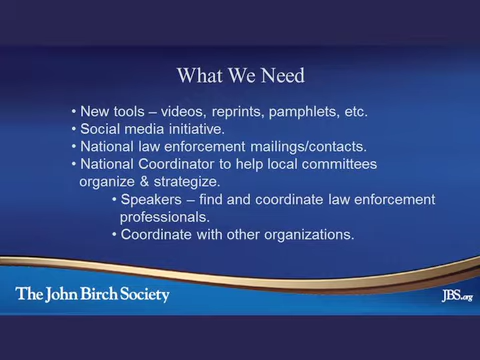 What We Need
• New tools – videos, reprints, pamphlets, etc.
• Social media initiative.
• National law enforcement mailings/contacts.
• National Coordinator to help local committees
organize & strategize.
• Speakers – find and coordinate law enforcement
professionals.
• Coordinate with other organizations.
The John Birch Society
JBS.org